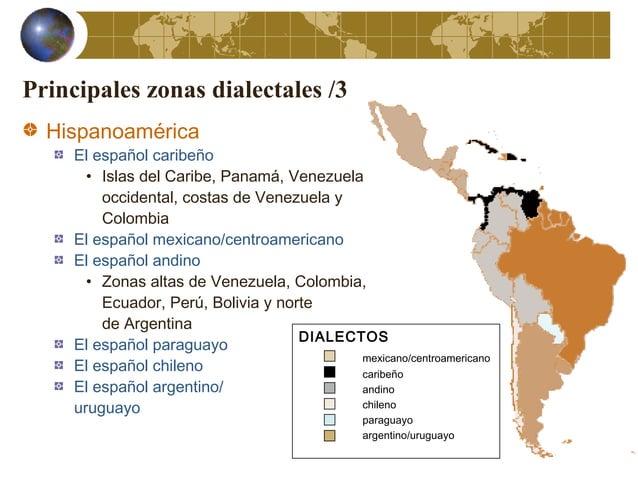 Principales zonas dialectales /3
Hispanoamérica
El español caribeño
• Islas del Caribe, Panamá, Venezuela
occidental, costas de Venezuela y
Colombia
El español mexicano/centroamericano
El español andino
• Zonas altas de Venezuela, Colombia,
Ecuador, Perú, Bolivia y norte
de Argentina
El español paraguayo
El español chileno
El español argentino/
uruguayo
DIALECTOS
mexicano/centroamericano
caribeño
andino
chileno
paraguayo
argentino/uruguayo